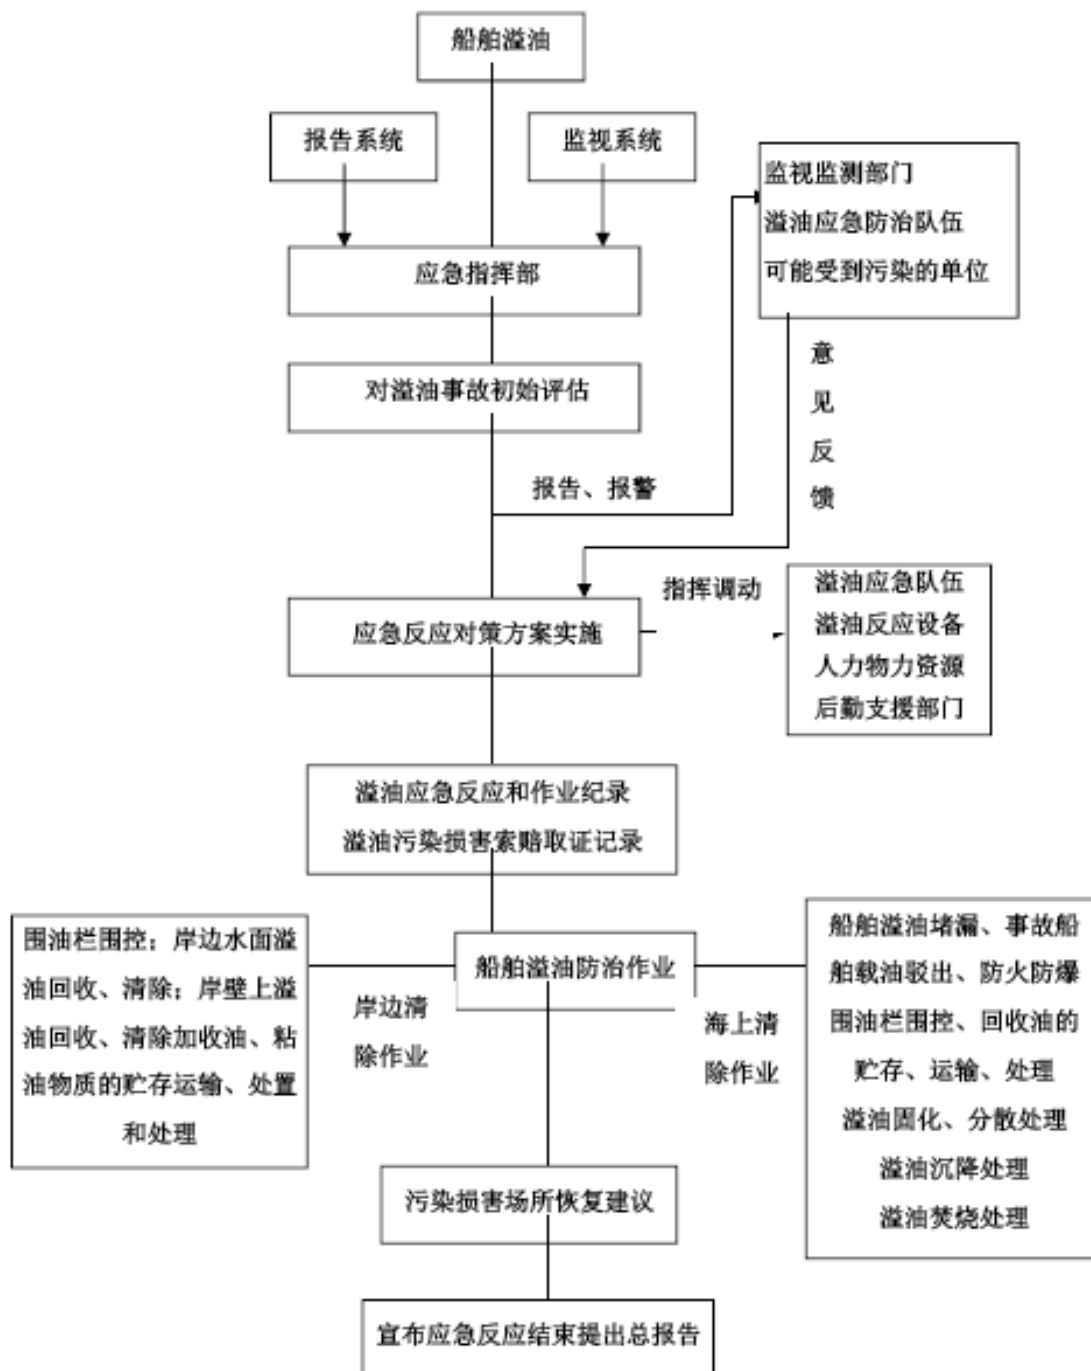 船舶溢油
报告系统
监视系统
监视监测部门
溢油应急防治队伍
可能受到污染的单位
应急指挥部
意
见
反
馈
对溢油事故初始评估
报告、报警
指挥调动
溢油应急队伍
溢油反应设备
人力物力资源
后勤支援部门
应急反应对策方案实施
溢油应急反应和作业纪录
溢油污染损害索赔取证记录
围油栏围控；岸边水面溢
油回收、清除；岸壁上溢
油回收、清除加收油、粘
油物质的贮存运输、处置
和处理
船舶溢油防治作业
岸边清
除作业
海上清
除作业
船舶溢油堵漏、事故船
舶载油驳出、防火防爆
围油栏围控、回收油的
贮存、运输、处理
溢油固化、分散处理
溢油沉降处理
溢油焚烧处理
污染损害场所恢复建议
宣布应急反应结束提出总报告